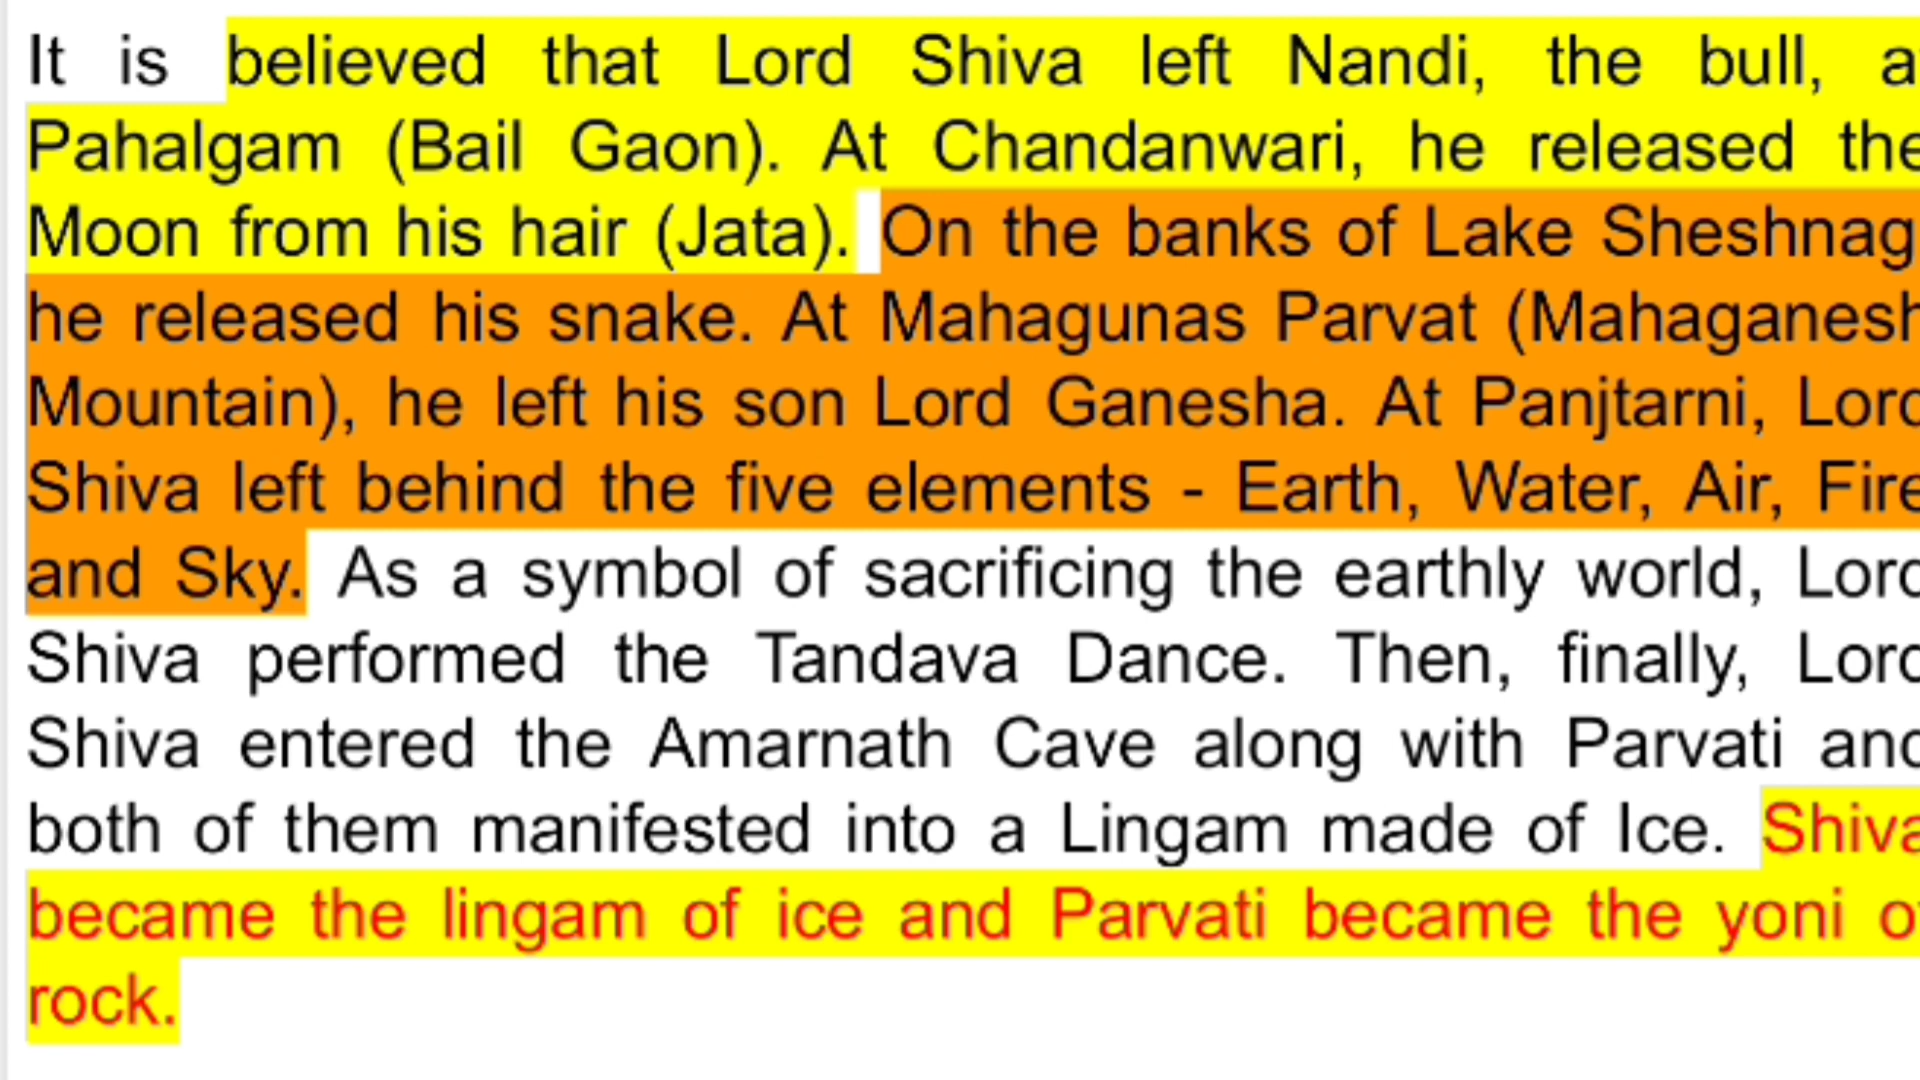 It is believed that Lord Shiva left Nandi, the bull, a
Pahalgam (Bail Gaon). At Chandanwari, he released the
Moon from his hair (Jata). On the banks of Lake Sheshnag
he released his snake. At Mahagunas Parvat (Mahaganesh
Mountain), he left his son Lord Ganesha. At Panjtarni, Lord
Shiva left behind the five elements - Earth, Water, Air, Fire
and Sky. As a symbol of sacrificing the earthly world, Lord
Shiva performed the Tandava Dance. Then, finally, Lord
Shiva entered the Amarnath Cave along with Parvati and
both of them manifested into a Lingam made of Ice. Shiva
became the lingam of ice and Parvati became the yoni of
rock.